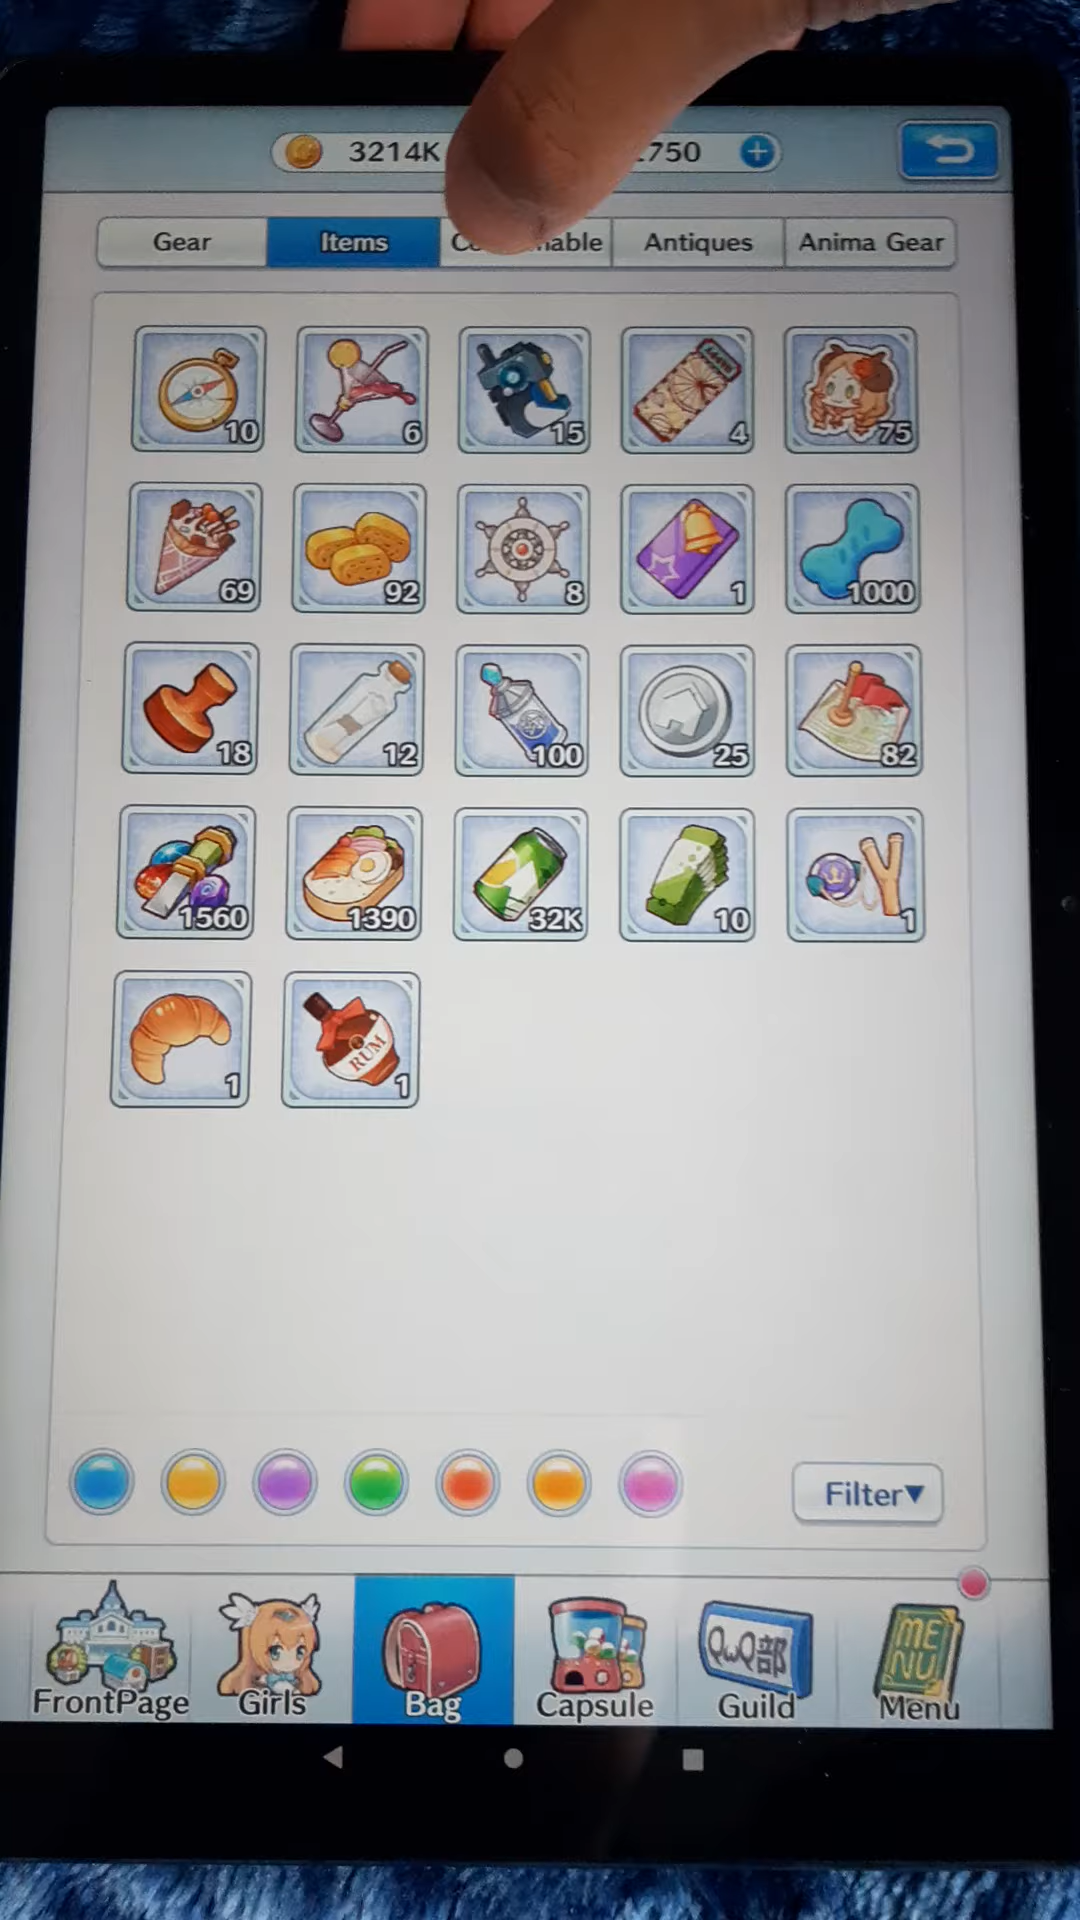 3214K
750
Gear Items Antiques Anima Gear
10 6 15 4 75
69 92 8 1 1000
18 12 100 25 82
1560 1390 32K 10 1
1 RUM 1
Filter▼
QwQ部 MENU
FrontPage Girls Bag Capsule Guild Menu